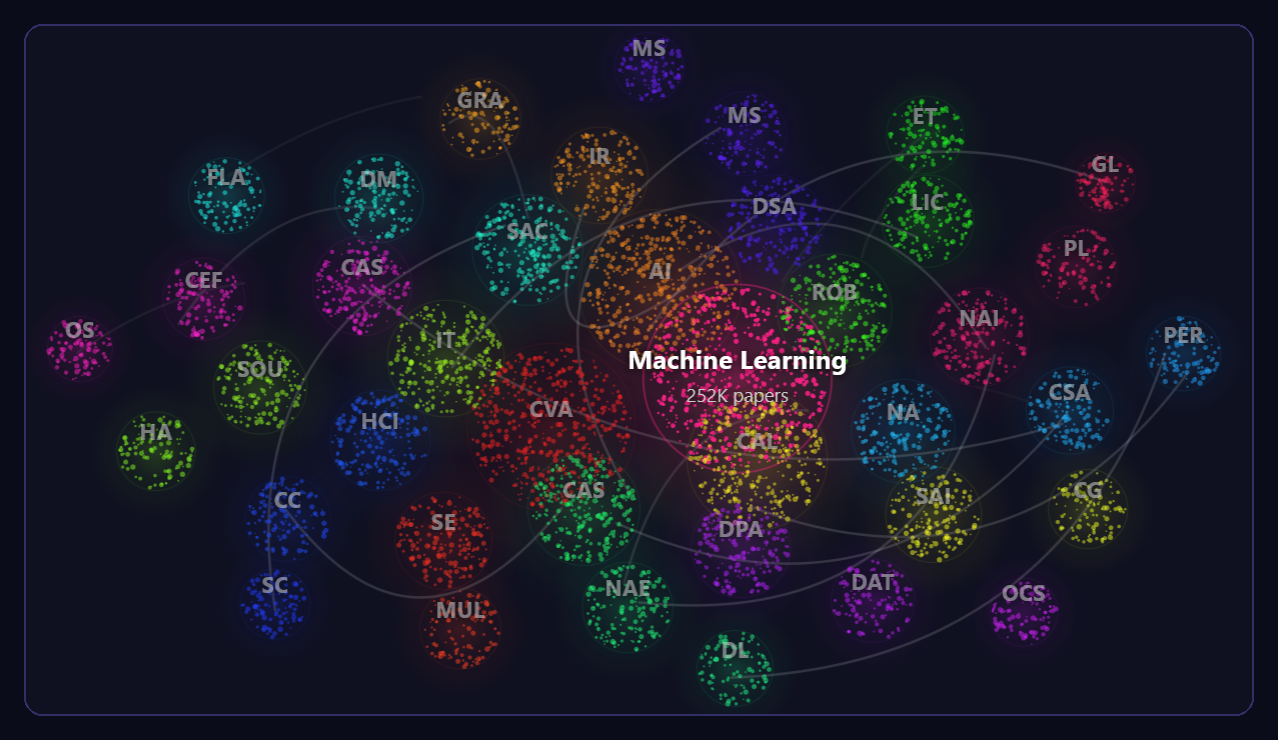 MS
GRA
MS
ET
IR
GL
PLA
DM
LIC
DSA
SAC
PL
CAS
AI
CEF
ROB
NAI
OS
PER
IT
Machine Learning
SOU
252K papers
CSA
CVA
NA
HCI
HA
CAL
CAS
CG
SAI
CC
SE
DPA
DAT
SC
NAE
OCS
MUL
DL